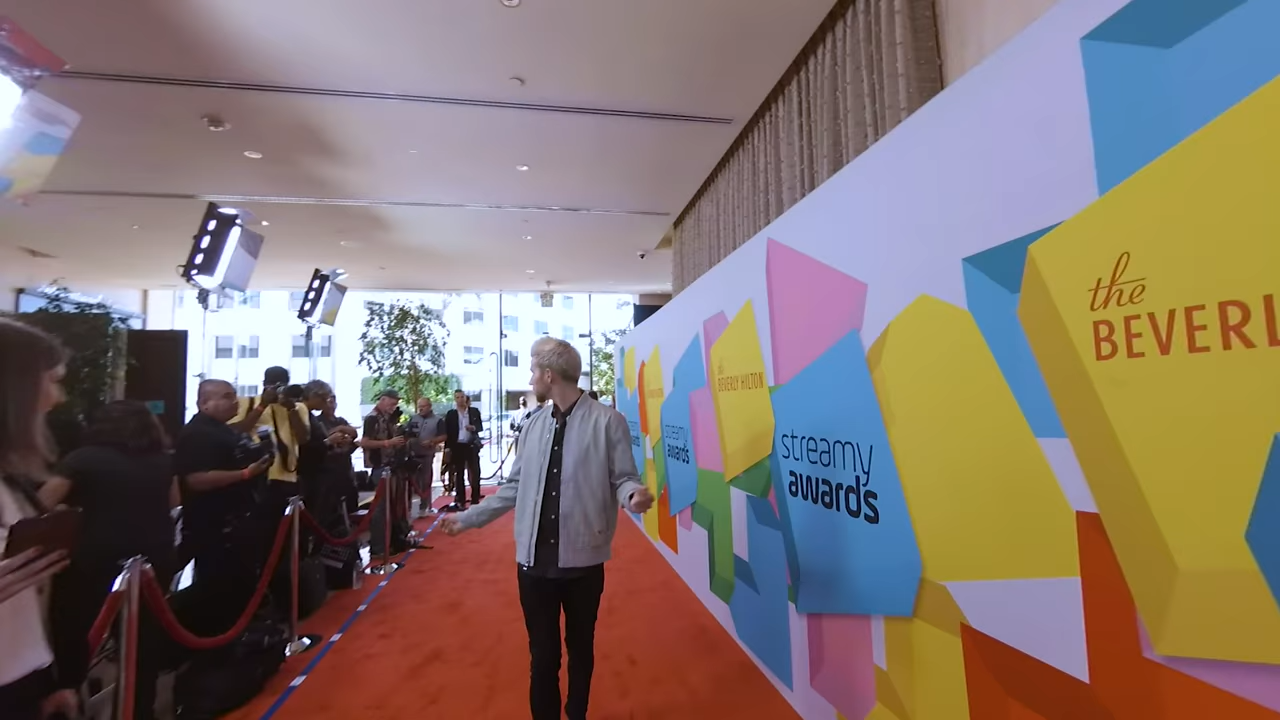 the
BEVERL
the
BEVERLY HILTON
streamy
awards
streamy
awards